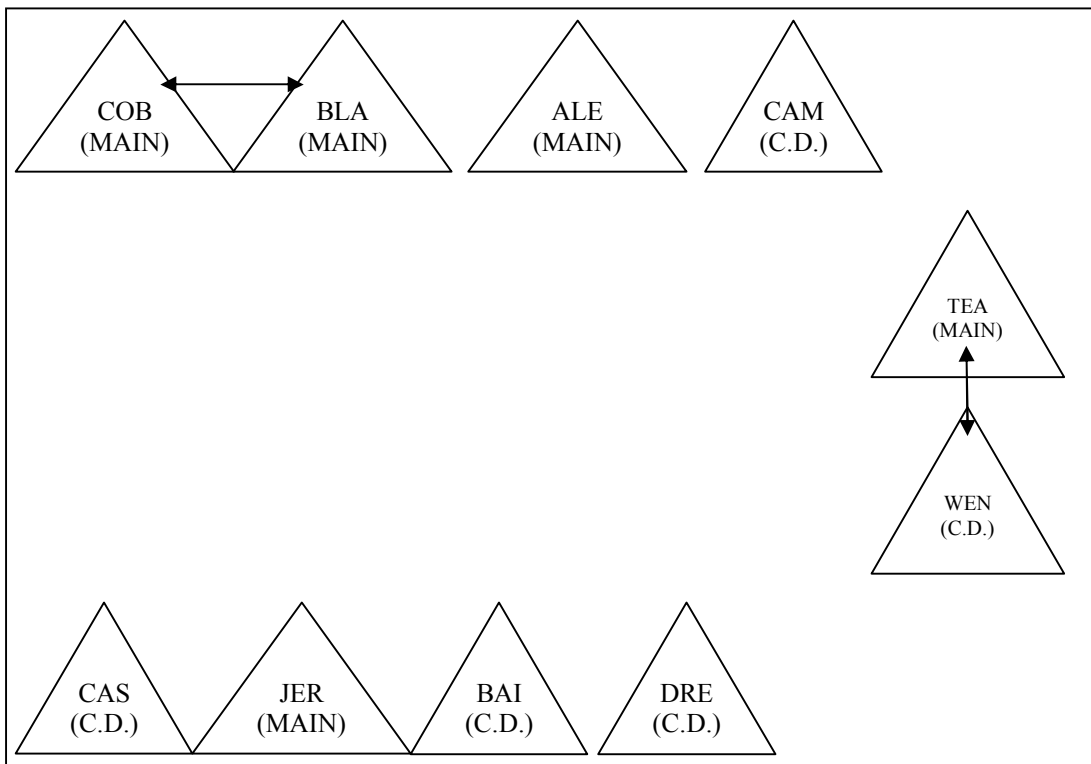 COB
(MAIN)
BLA
(MAIN)
ALE
(MAIN)
CAM
(C.D.)
TEA
(MAIN)
WEN
(C.D.)
CAS
(C.D.)
JER
(MAIN)
BAI
(C.D.)
DRE
(C.D.)